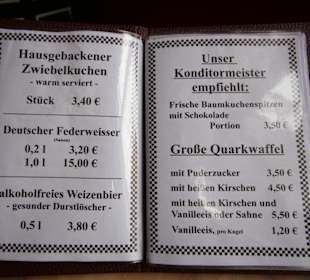 Hausgebackener
Zwiebelkuchen
- warm serviert -
Stück 3,40 €
Deutscher Federweisser
0,2 l 3,20 €
1,0 l 15,00 €
alkoholfreies Weizenbier
- gesunder Durstlöscher -
0,5 l 3,80 €
Unser
Konditormeister
empfiehlt:
Frische Baumkuchenspitzen
mit Schokolade
Portion 3,50 €
Große Quarkwaffel
mit Puderzucker 3,50 €
mit heißen Kirschen 4,50 €
mit heißen Kirschen und
Vanilleeis oder Sahne 5,50 €
Vanilleeis, pro Kugel 1,20 €